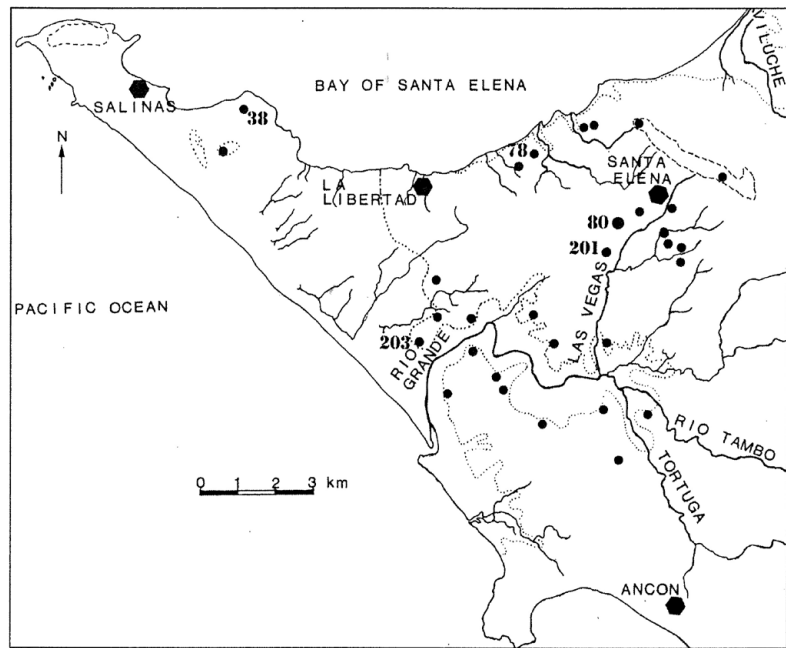 VILUCHE
BAY OF SANTA ELENA
SALINAS
38
N
78
SANTA
ELENA
LA
LIBERTAD
80
201
LAS VEGAS
PACIFIC OCEAN
203
RIO
GRANDE
RIO TAMBO
TORTUGA
0 1 2 3 km
ANCON